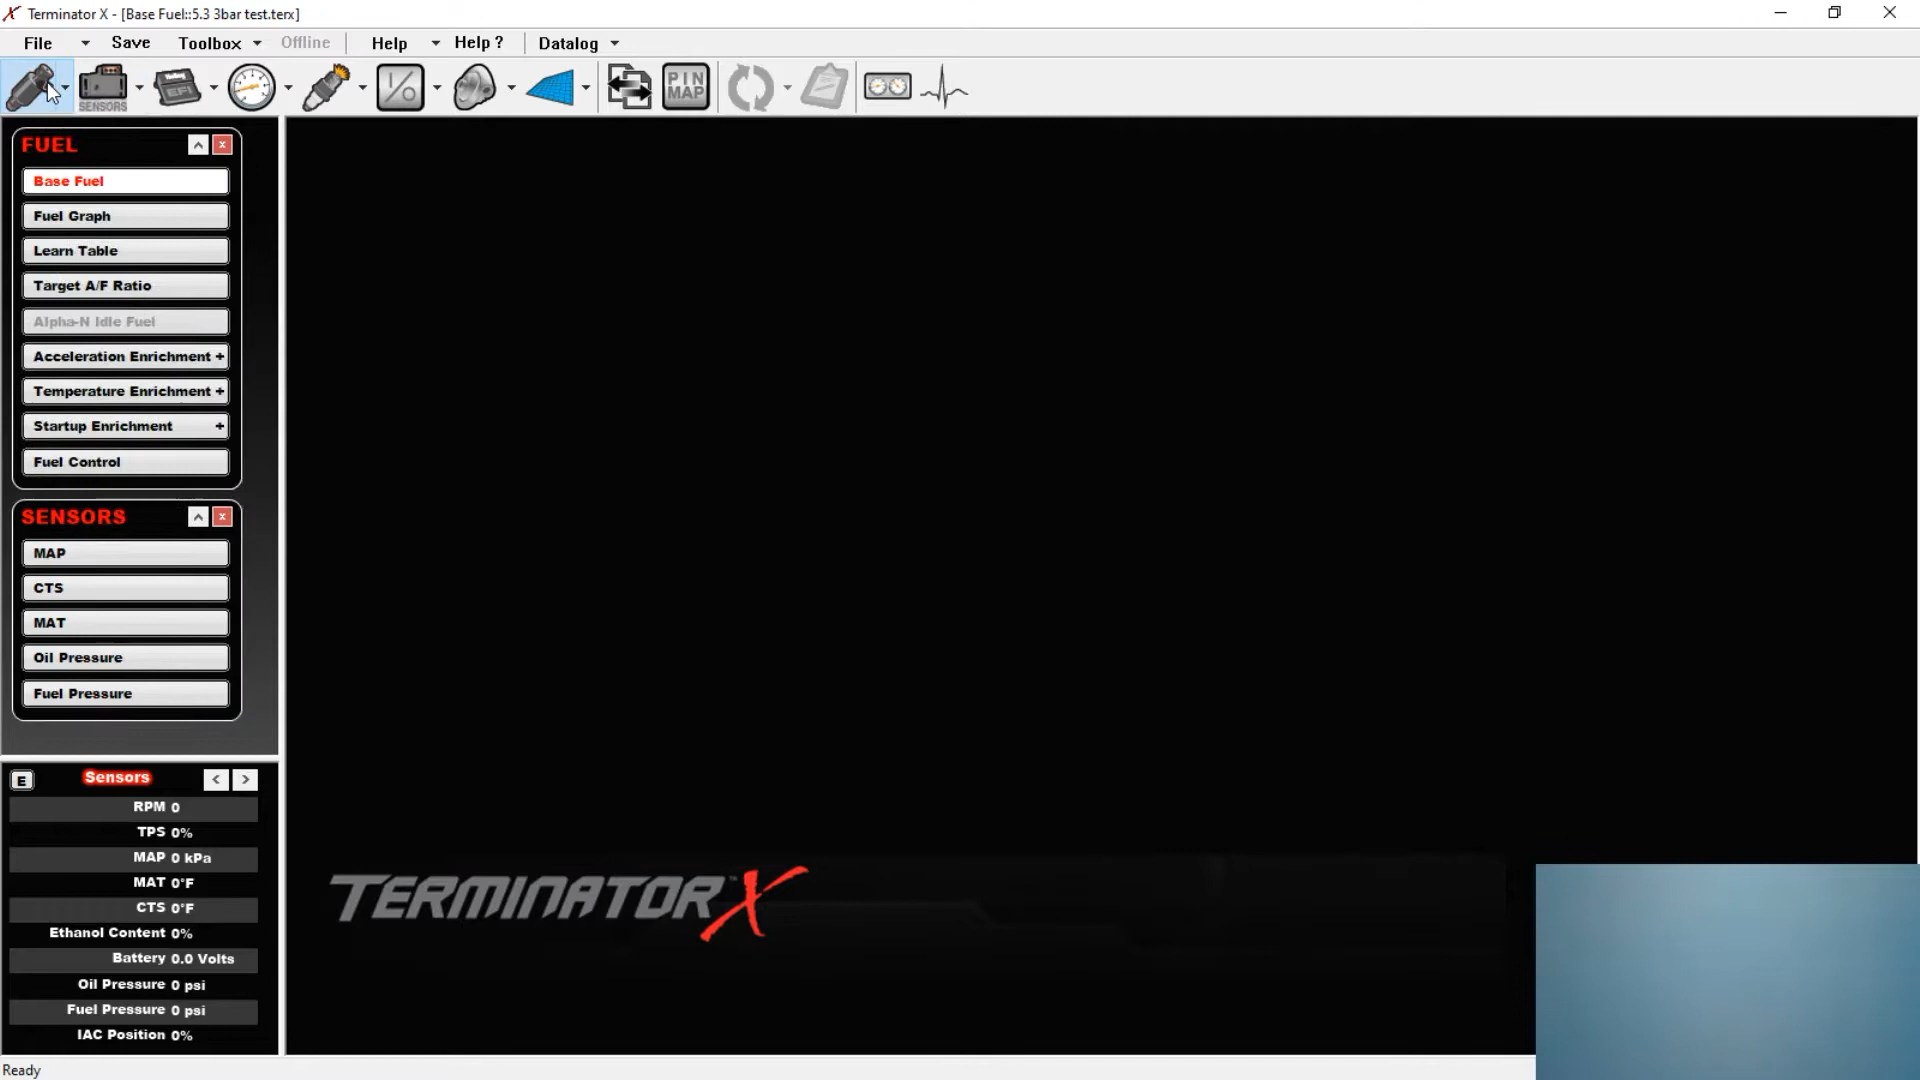 Terminator X - [Base Fuel::5.3 3bar test.terx]
File Save Toolbox Offline Help Help ? Datalog
SENSORS
Holley
EFI
I/O
PIN
MAP
FUEL
Base Fuel
Fuel Graph
Learn Table
Target A/F Ratio
Alpha-N Idle Fuel
Acceleration Enrichment +
Temperature Enrichment +
Startup Enrichment +
Fuel Control
SENSORS
MAP
CTS
MAT
Oil Pressure
Fuel Pressure
E Sensors < >
RPM 0
TPS 0%
MAP 0 kPa
MAT 0°F
CTS 0°F
Ethanol Content 0%
Battery 0.0 Volts
Oil Pressure 0 psi
Fuel Pressure 0 psi
IAC Position 0%
TERMINATOR X ™
Ready